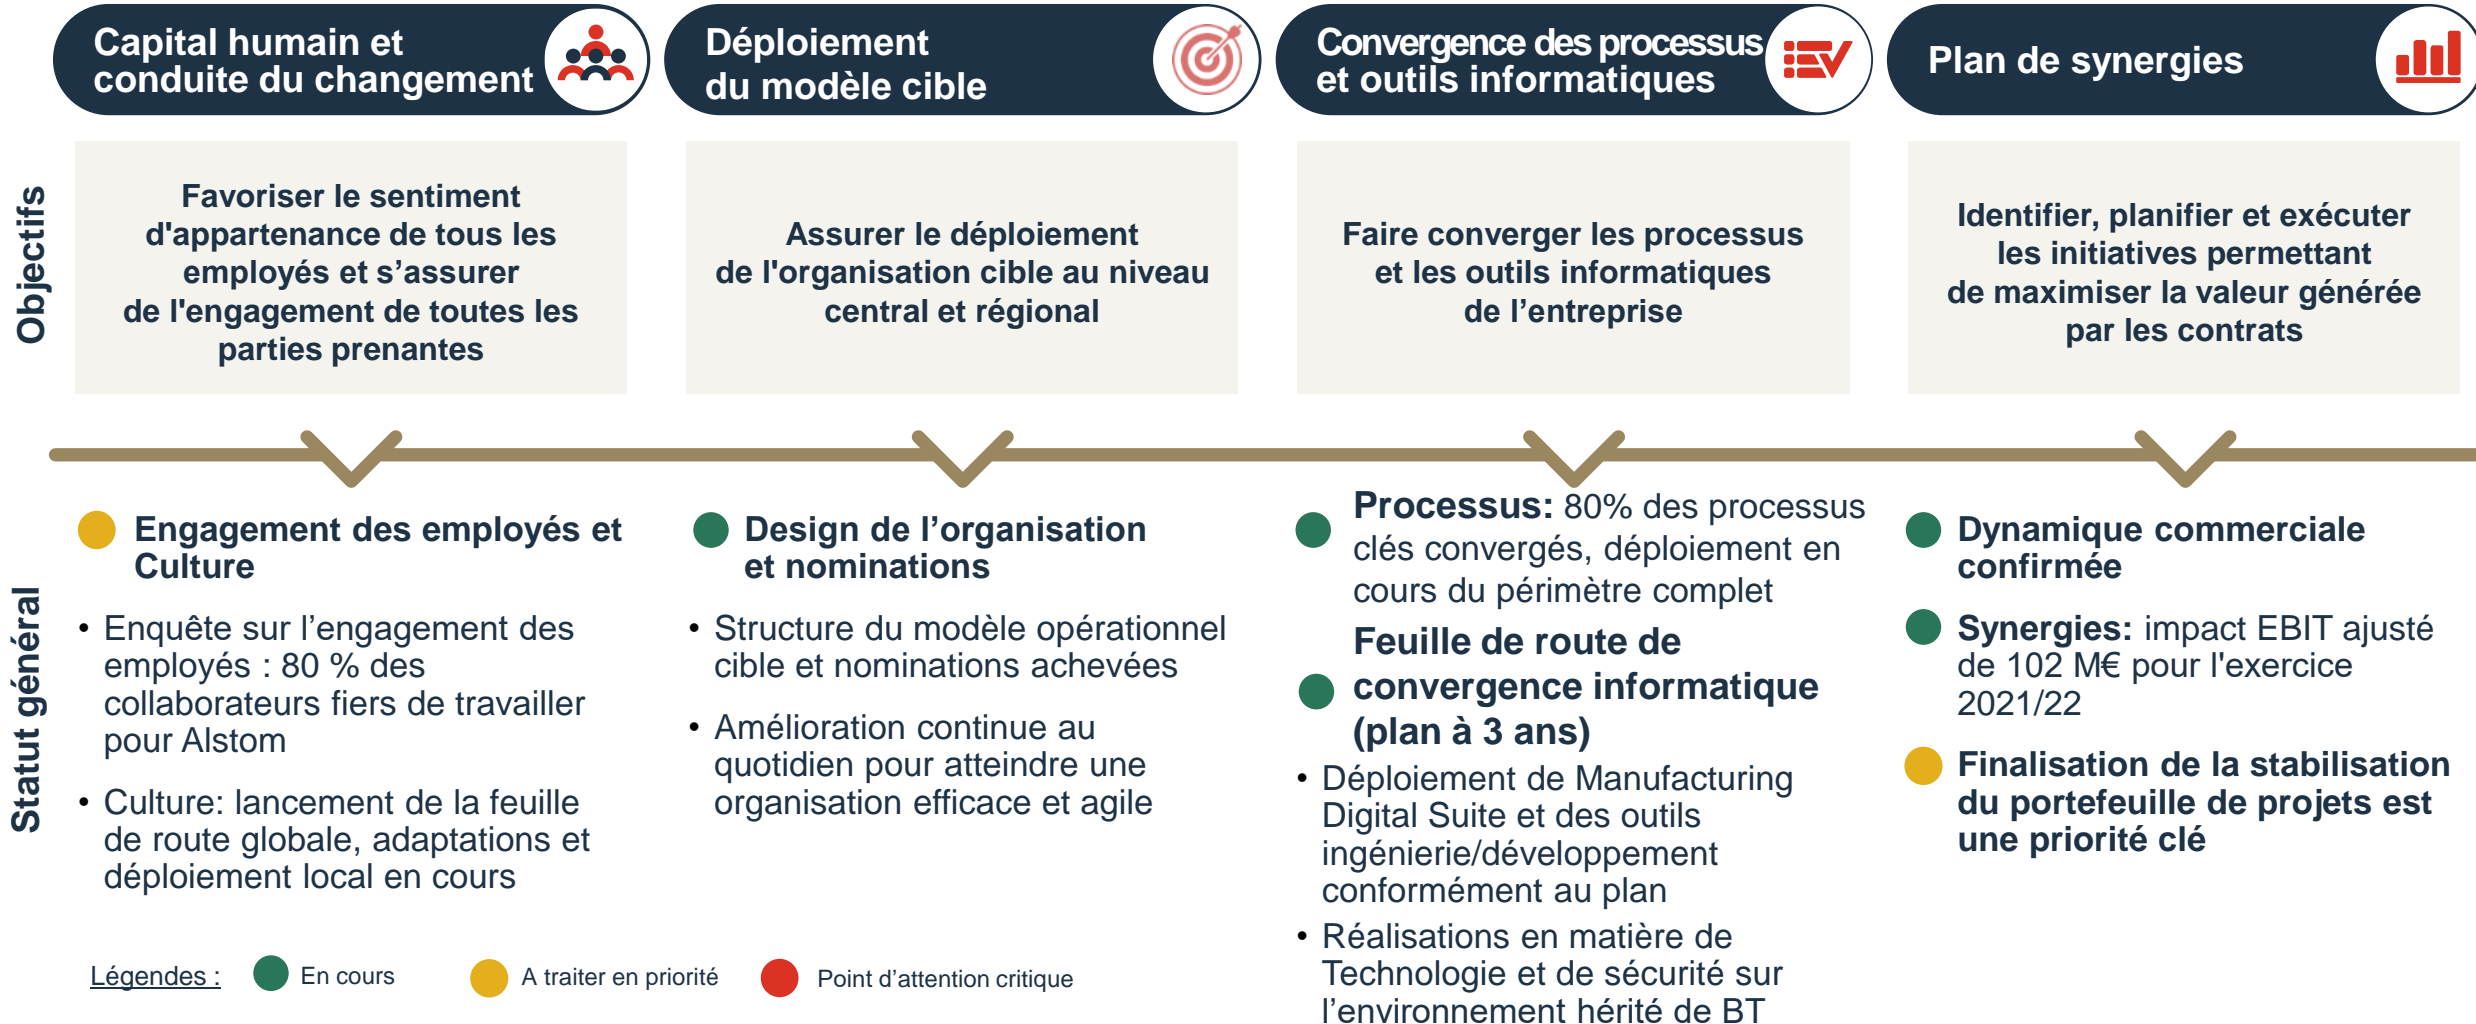 Capital humain et
conduite du changement
Déploiement
du modèle cible
Convergence des processus
et outils informatiques
Plan de synergies
Objectifs
Favoriser le sentiment
d'appartenance de tous les
employés et s’assurer
de l'engagement de toutes les
parties prenantes
Assurer le déploiement
de l'organisation cible au niveau
central et régional
Faire converger les processus
et les outils informatiques
de l’entreprise
Identifier, planifier et exécuter
les initiatives permettant
de maximiser la valeur générée
par les contrats
Statut général
Engagement des employés et
Culture
• Enquête sur l’engagement des
employés : 80 % des
collaborateurs fiers de travailler
pour Alstom
• Culture: lancement de la feuille
de route globale, adaptations et
déploiement local en cours
Design de l’organisation
et nominations
• Structure du modèle opérationnel
cible et nominations achevées
• Amélioration continue au
quotidien pour atteindre une
organisation efficace et agile
Processus: 80% des processus
clés convergés, déploiement en
cours du périmètre complet
Feuille de route de
convergence informatique
(plan à 3 ans)
• Déploiement de Manufacturing
Digital Suite et des outils
ingénierie/développement
conformément au plan
• Réalisations en matière de
Technologie et de sécurité sur
l’environnement hérité de BT
Dynamique commerciale
confirmée
Synergies: impact EBIT ajusté
de 102 M€ pour l'exercice
2021/22
Finalisation de la stabilisation
du portefeuille de projets est
une priorité clé
Légendes :
En cours
A traiter en priorité
Point d’attention critique